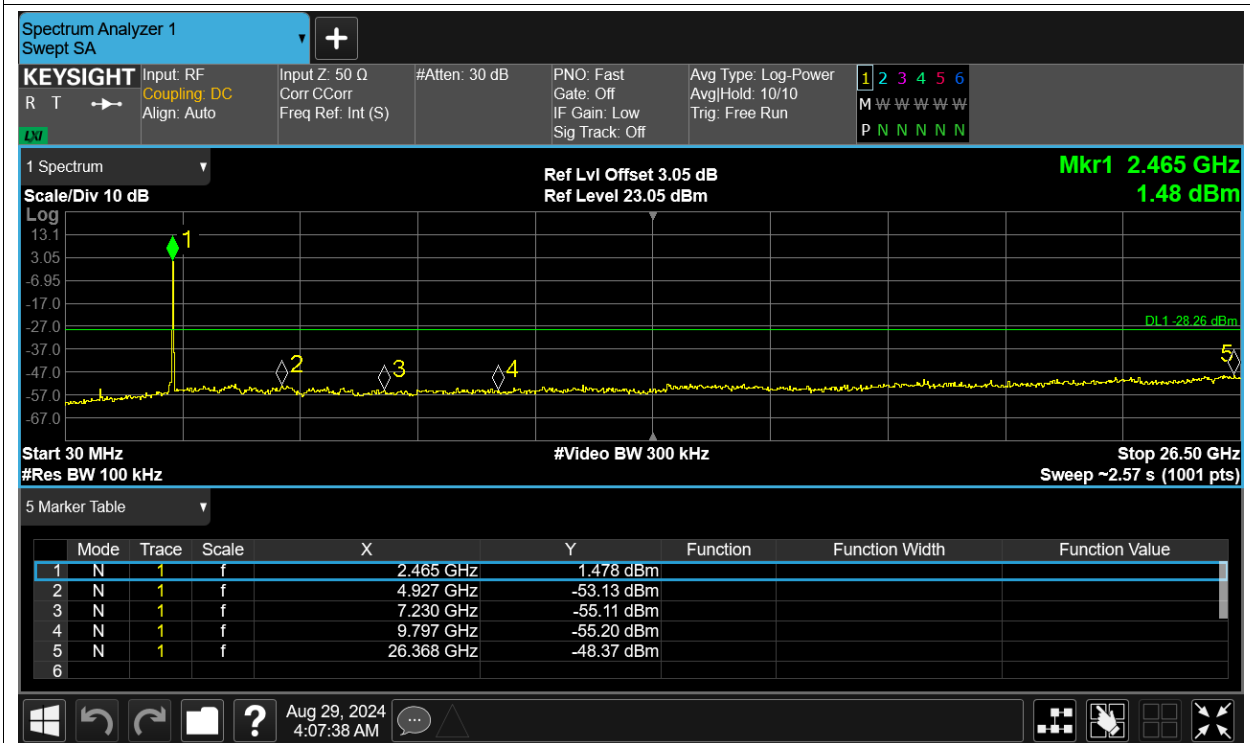 Spectrum Analyzer 1
Swept SA
KEYSIGHT Input: RF Input Z: 50 Ω #Atten: 30 dB PNO: Fast Avg Type: Log-Power 1 2 3 4 5 6
R T Coupling: DC Corr CCorr Gate: Off Avg|Hold: 10/10 M W W W W W W
Align: Auto Freq Ref: Int (S) IF Gain: Low Trig: Free Run
LXI Sig Track: Off P N N N N N N
1 Spectrum Ref Lvl Offset 3.05 dB Mkr1 2.465 GHz
Scale/Div 10 dB Ref Level 23.05 dBm 1.48 dBm
Log
13.1 1
3.05
-6.95
-17.0
-27.0 DL1 -28.26 dBm
-37.0
-47.0 2 3 4 5
-57.0
-67.0
Start 30 MHz #Video BW 300 kHz Stop 26.50 GHz
#Res BW 100 kHz Sweep ~2.57 s (1001 pts)
5 Marker Table
Mode Trace Scale X Y Function Function Width Function Value
1 N 1 f 2.465 GHz 1.478 dBm
2 N 1 f 4.927 GHz -53.13 dBm
3 N 1 f 7.230 GHz -55.11 dBm
4 N 1 f 9.797 GHz -55.20 dBm
5 N 1 f 26.368 GHz -48.37 dBm
6
? Aug 29, 2024
4:07:38 AM